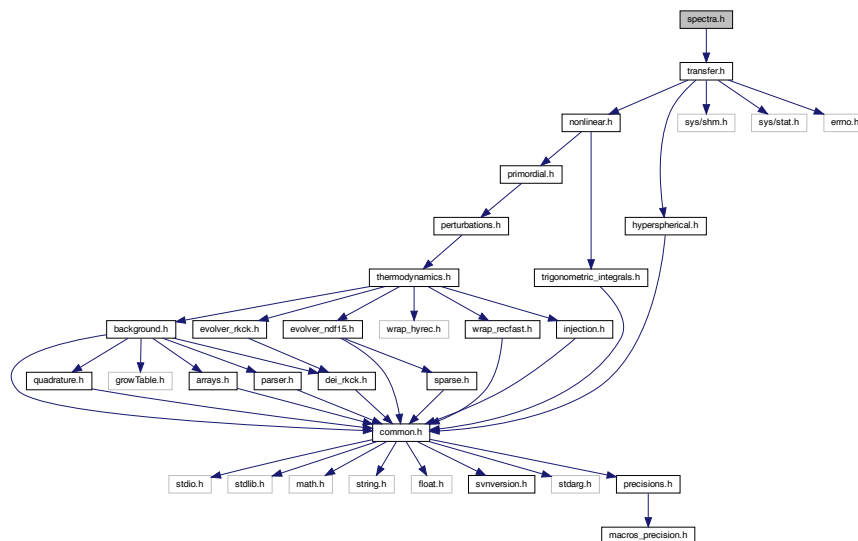 spectra.h
transfer.h
nonlinear.h
sys/shm.h
sys/stat.h
errno.h
primordial.h
perturbations.h
hyperspherical.h
thermodynamics.h
trigonometric_integrals.h
background.h
evolver_rkck.h
evolver_ndf15.h
wrap_hyrec.h
wrap_recfast.h
injection.h
quadrature.h
growTable.h
arrays.h
parser.h
dei_rkck.h
sparse.h
common.h
stdio.h
stdlib.h
math.h
string.h
float.h
svnversion.h
stdarg.h
precisions.h
macros_precision.h